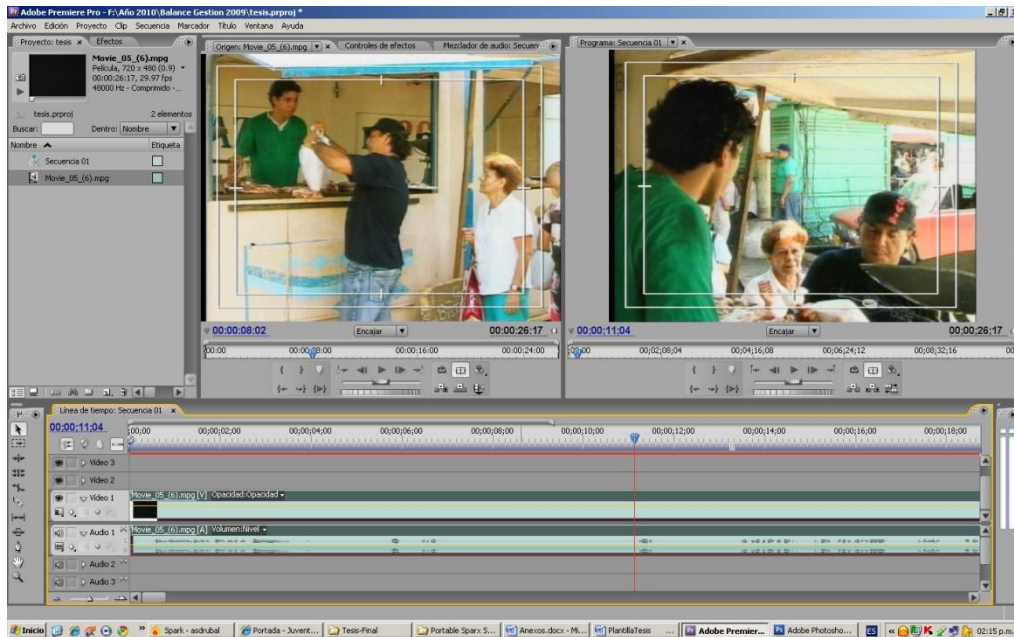 Adobe Premiere Pro - F:\Año 2010\Balance Gestion 2009\tesis.prproj *
Archivo Edición Proyecto Clip Secuencia Marcador Título Ventana Ayuda
Proyecto: tesis x Efectos
Movie_05_(6).mpg
Película, 720 x 480 (0.9)
00:00:26:17, 29.97 fps
48000 Hz - Comprimido - ...
tesis.prproj 2 elementos
Buscar: Dentro: Nombre
Nombre Etiqueta
Secuencia 01
Movie_05_(6).mpg
Origen: Movie_05_(6).mpg x Controles de efectos Mezclador de audio: Secuen
00:00:08:02 Encajar 00:00:26:17
00:00 00:00:08:00 00:00:16:00 00:00:24:00
Programa: Secuencia 01 x
00;00;11;04 Encajar 00;00;26;17
00;02;08;04 00;04;16;08 00;06;24;12 00;08;32;16 00
Línea de tiempo: Secuencia 01 x
00;00;11;04 00;00 00;00;02;00 00;00;04;00 00;00;06;00 00;00;08;00 00;00;10;00 00;00;12;00 00;00;14;00 00;00;16;00 00;00;18;00
Vídeo 3
Vídeo 2
Vídeo 1 Movie_05_(6).mpg [V] Opacidad:Opacidad
Audio 1 Movie_05_(6).mpg [A] Volumen:Nivel
Audio 2
Audio 3
Inicio Spark - asdrubal Portada - Juvent... Tesis-Final Portable Sparx S... Anexos.docx - Mi... PlantillaTesis ... Adobe Premier... Adobe Photosho... ES 02:15 p.m.